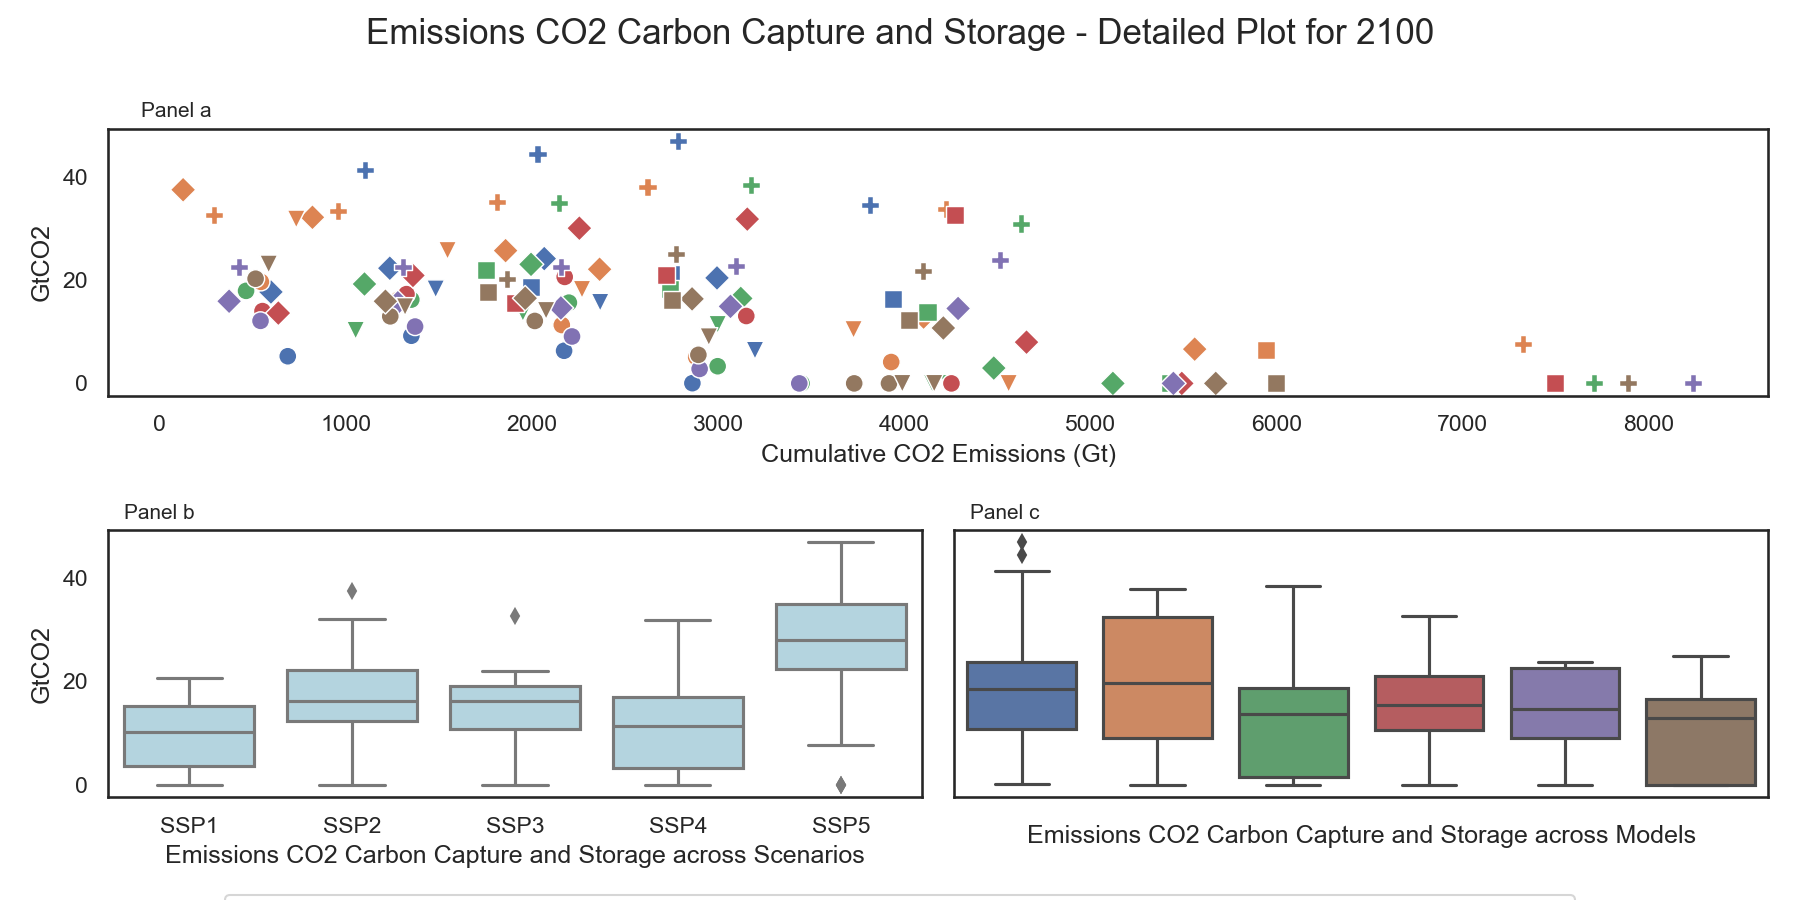 Emissions CO2 Carbon Capture and Storage - Detailed Plot for 2100
Panel a
GtCO2
40
20
0
0 1000 2000 3000 4000 5000 6000 7000 8000
Cumulative CO2 Emissions (Gt)
Panel b
GtCO2
40
20
0
SSP1 SSP2 SSP3 SSP4 SSP5
Emissions CO2 Carbon Capture and Storage across Scenarios
Panel c
Emissions CO2 Carbon Capture and Storage across Models